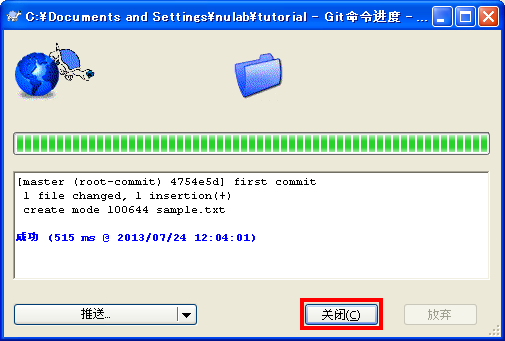 C:¥Documents and Settings¥nulab¥tutorial - Git命令进度 - ...
[master (root-commit) 4754e5d] first commit
1 file changed, 1 insertion(+)
create mode 100644 sample.txt
成功 (515 ms @ 2013/07/24 12:04:01)
推送...
关闭(C)
放弃